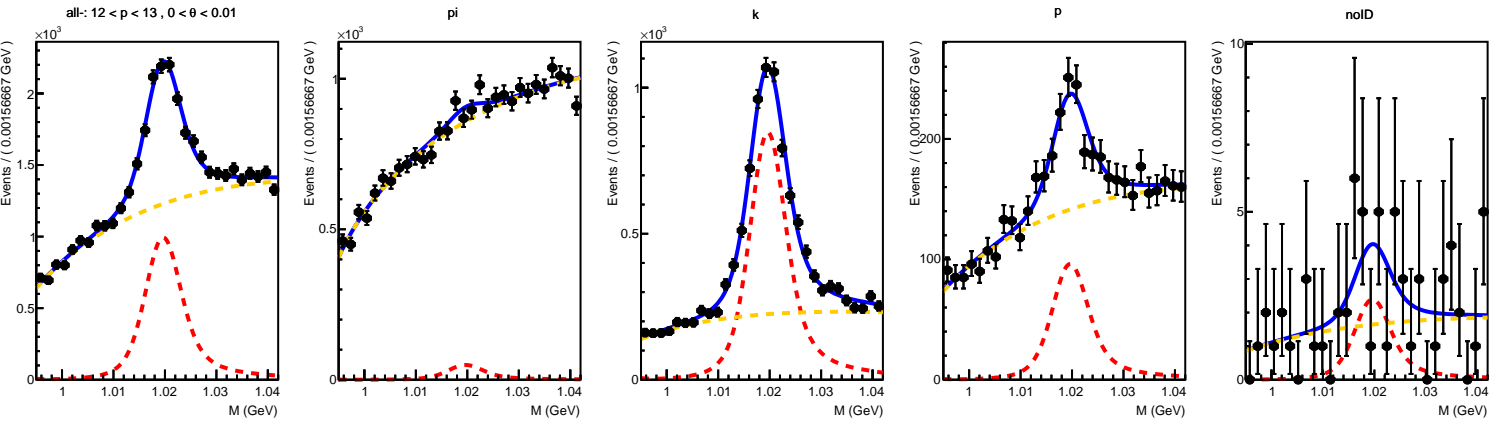 all-: 12 < p < 13 , 0 < θ < 0.01
×10³
Events / ( 0.00156667 GeV )
2
1.5
1
0.5
0
1 1.01 1.02 1.03 1.04
M (GeV)
pi
×10³
Events / ( 0.00156667 GeV )
1
0.5
0
1 1.01 1.02 1.03 1.04
M (GeV)
k
×10³
Events / ( 0.00156667 GeV )
1
0.5
0
1 1.01 1.02 1.03 1.04
M (GeV)
p
Events / ( 0.00156667 GeV )
200
100
0
1 1.01 1.02 1.03 1.04
M (GeV)
noID
Events / ( 0.00156667 GeV )
10
5
0
1 1.01 1.02 1.03 1.04
M (GeV)